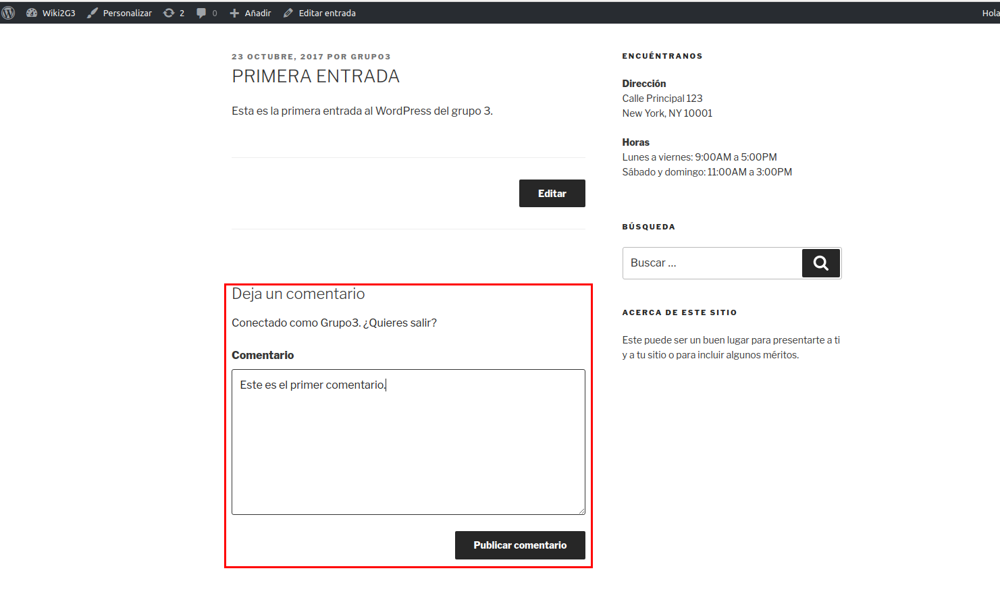 Wiki2G3 Personalizar 2 0 Añadir Editar entrada Hola
23 OCTUBRE, 2017 POR GRUPO3
PRIMERA ENTRADA
Esta es la primera entrada al WordPress del grupo 3.
Editar
Deja un comentario
Conectado como Grupo3. ¿Quieres salir?
Comentario
Este es el primer comentario.
Publicar comentario
ENCUÉNTRANOS
Dirección
Calle Principal 123
New York, NY 10001
Horas
Lunes a viernes: 9:00AM a 5:00PM
Sábado y domingo: 11:00AM a 3:00PM
BÚSQUEDA
Buscar …
ACERCA DE ESTE SITIO
Este puede ser un buen lugar para presentarte a ti
y a tu sitio o para incluir algunos méritos.